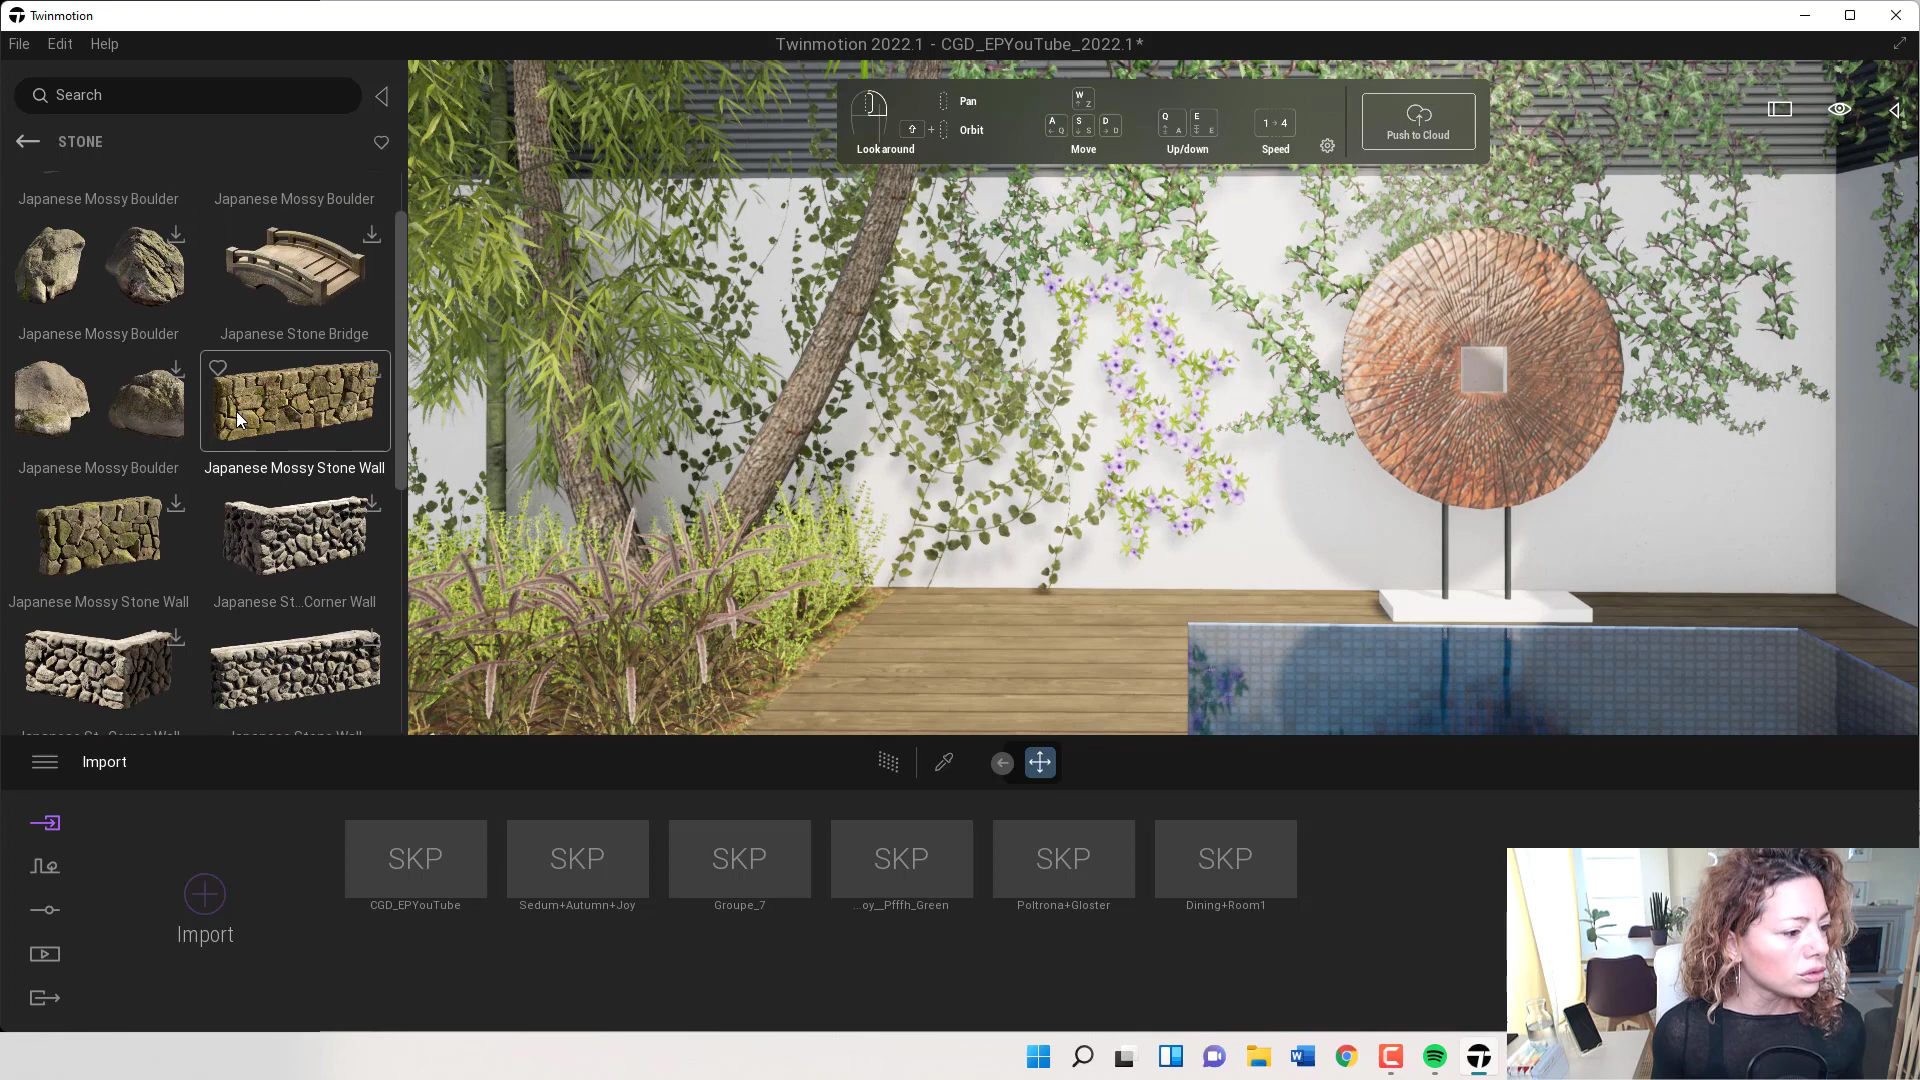 Twinmotion
File Edit Help
Twinmotion 2022.1 - CGD_EPYouTube_2022.1*
Search
STONE
Japanese Mossy Boulder
Japanese Mossy Boulder
Japanese Mossy Boulder
Japanese Stone Bridge
Japanese Mossy Boulder
Japanese Mossy Stone Wall
Japanese Mossy Stone Wall
Japanese St...Corner Wall
Pan
+ Orbit
Look around
W
Z
A S D
Q S D
Move
Q E
A E
Up/down
1 4
Speed
Push to Cloud
Import
Import
SKP
CGD_EPYouTube
SKP
Sedum+Autumn+Joy
SKP
Groupe_7
SKP
...oy__Pfffh_Green
SKP
Poltrona+Gloster
SKP
Dining+Room1